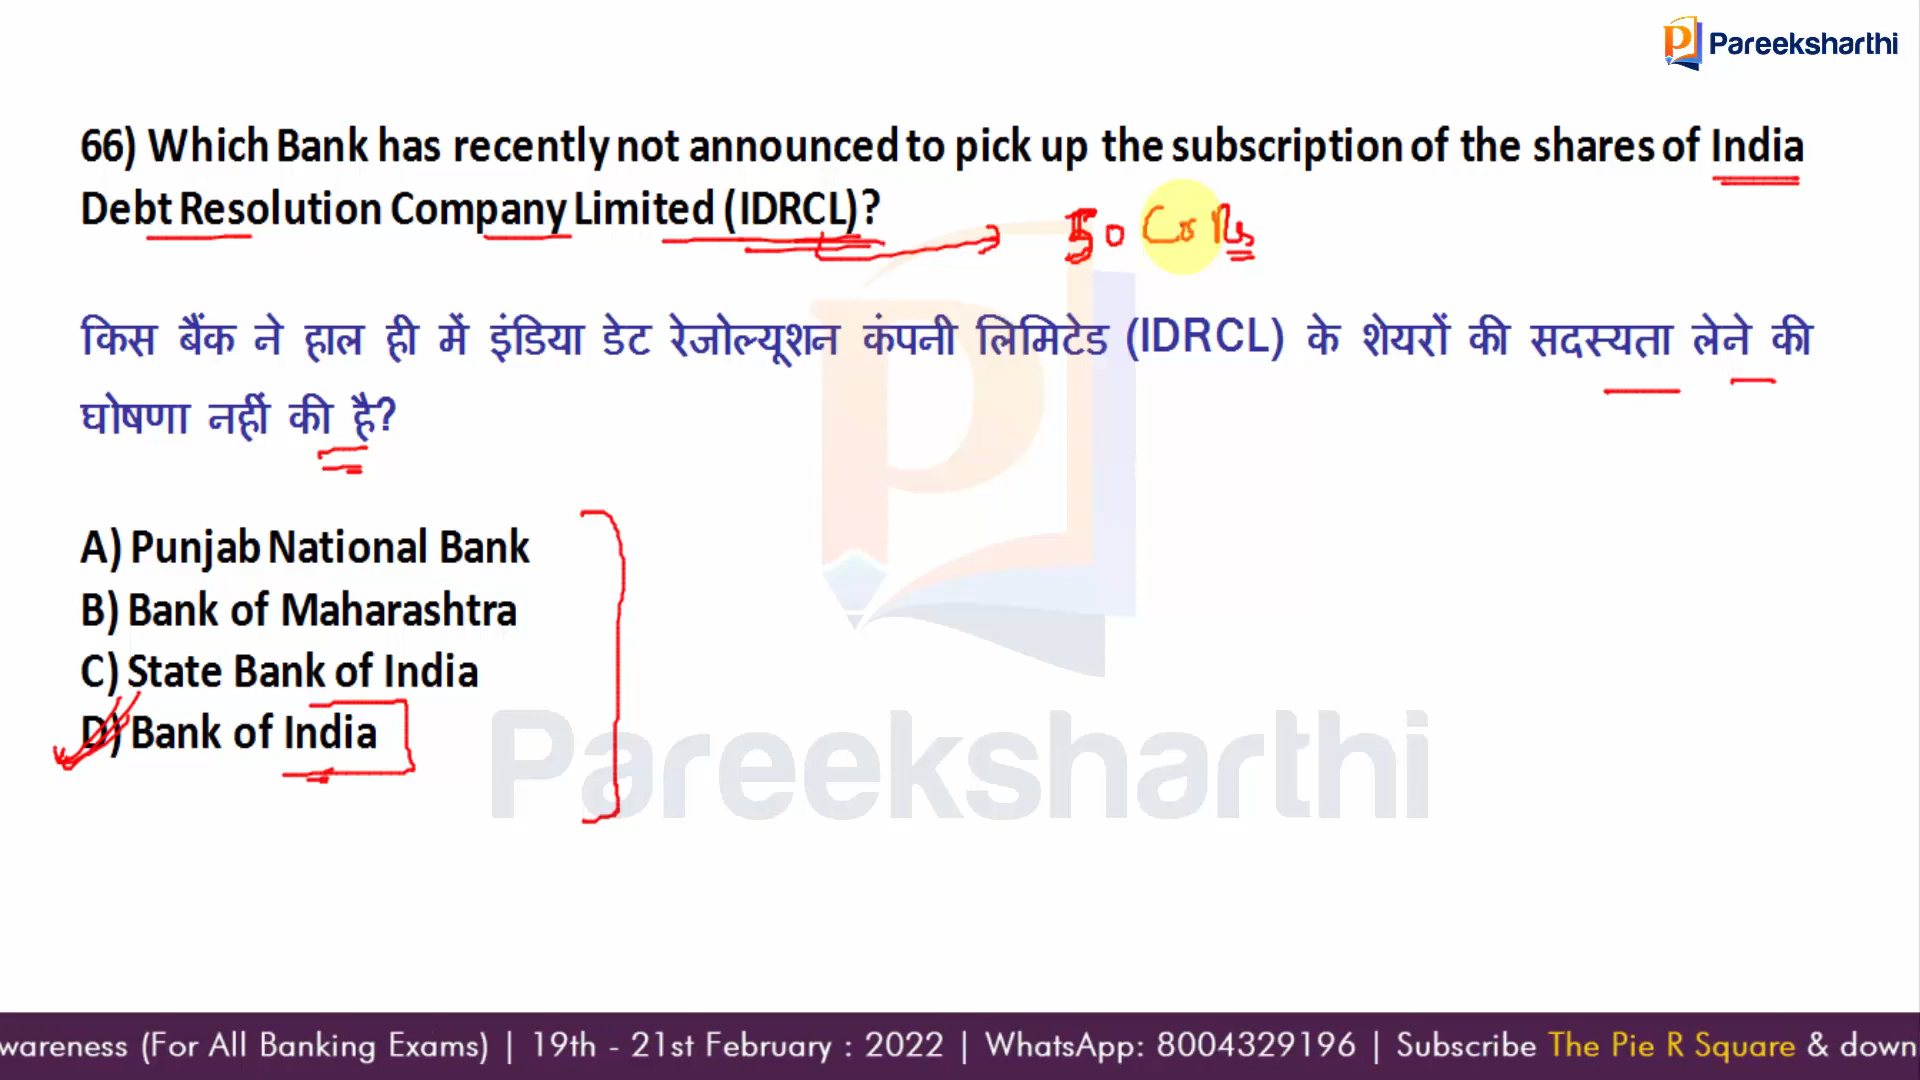 Pareeksharthi
66) Which Bank has recently not announced to pick up the subscription of the shares of India
Debt Resolution Company Limited (IDRCL)?
50 Cr Rs
किस बैंक ने हाल ही में इंडिया डेट रेजोल्यूशन कंपनी लिमिटेड (IDRCL) के शेयरों की सदस्यता लेने की
घोषणा नहीं की है?
A) Punjab National Bank
B) Bank of Maharashtra
C) State Bank of India
D) Bank of India
Pareeksharthi
wareness (For All Banking Exams) | 19th - 21st February : 2022 | WhatsApp: 8004329196 | Subscribe The Pie R Square & down